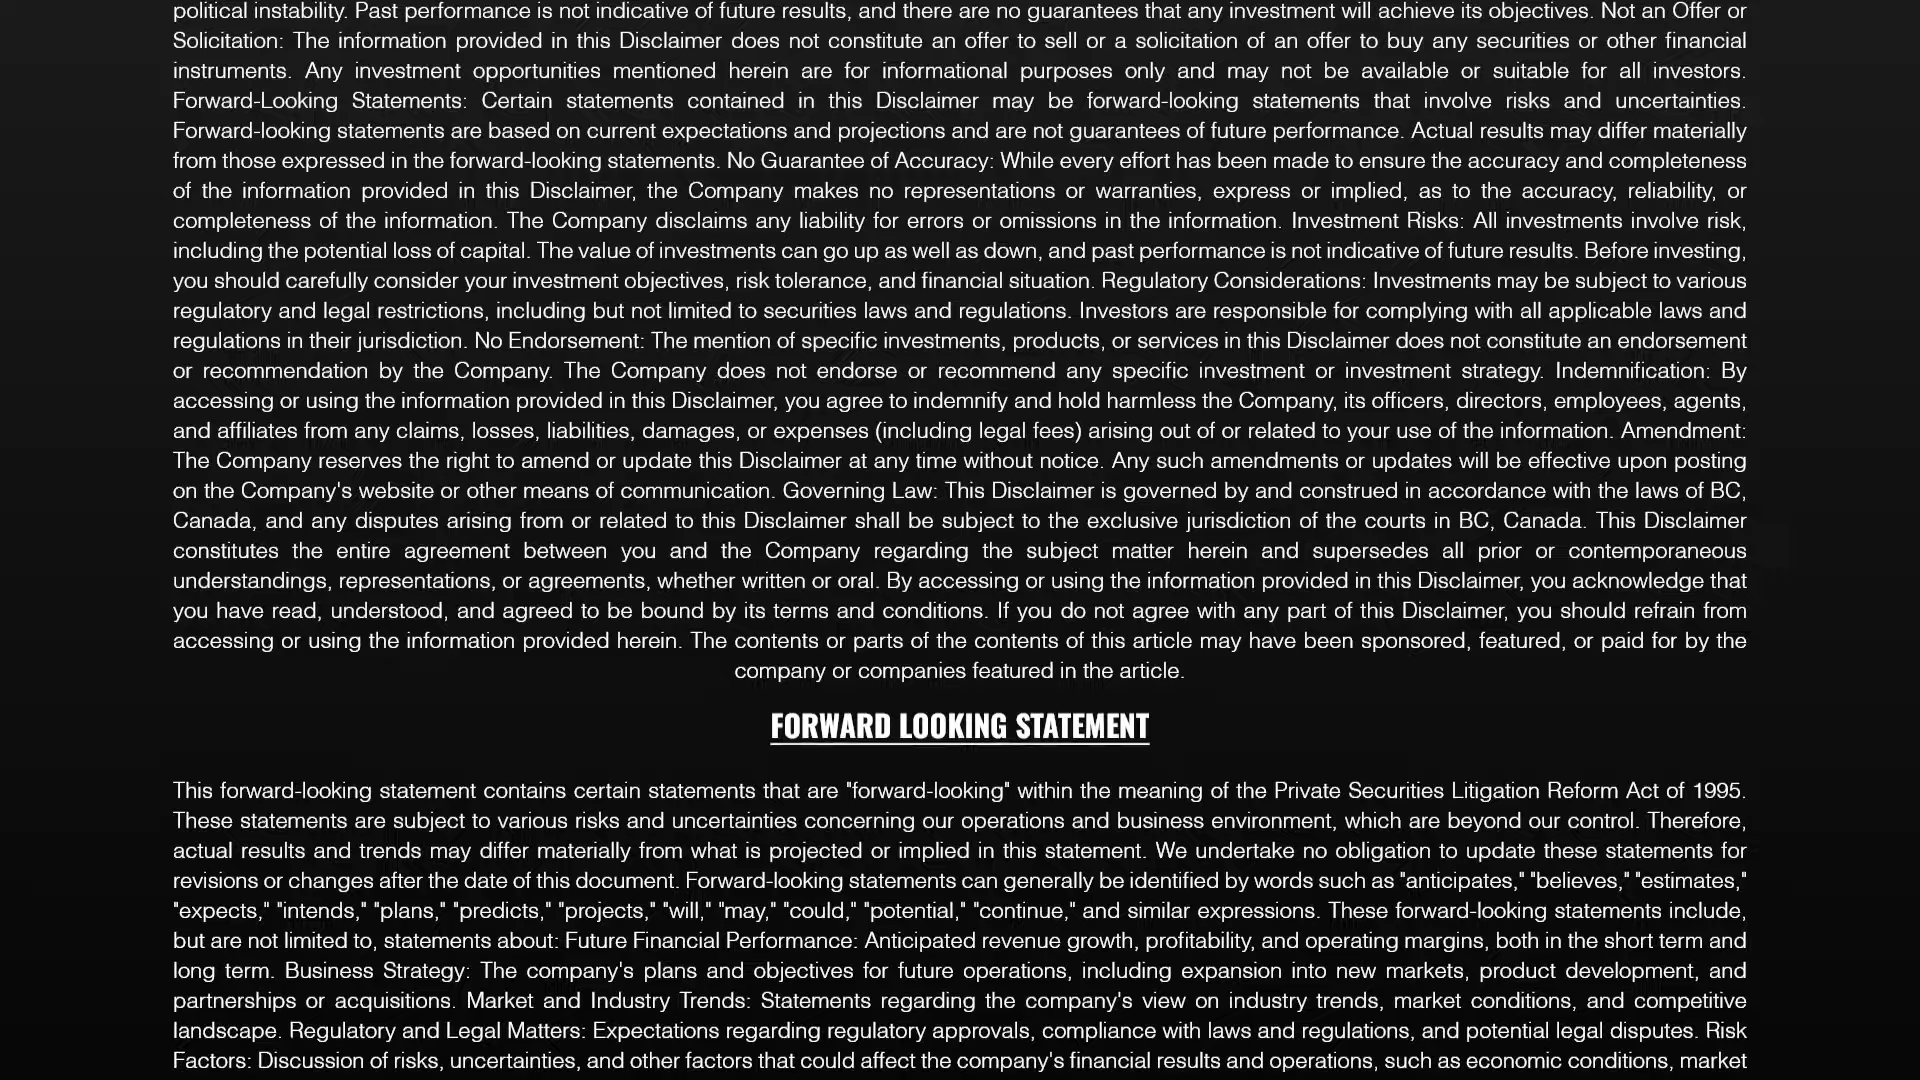 political instability. Past performance is not indicative of future results, and there are no guarantees that any investment will achieve its objectives. Not an Offer or
Solicitation: The information provided in this Disclaimer does not constitute an offer to sell or a solicitation of an offer to buy any securities or other financial
instruments. Any investment opportunities mentioned herein are for informational purposes only and may not be available or suitable for all investors.
Forward-Looking Statements: Certain statements contained in this Disclaimer may be forward-looking statements that involve risks and uncertainties.
Forward-looking statements are based on current expectations and projections and are not guarantees of future performance. Actual results may differ materially
from those expressed in the forward-looking statements. No Guarantee of Accuracy: While every effort has been made to ensure the accuracy and completeness
of the information provided in this Disclaimer, the Company makes no representations or warranties, express or implied, as to the accuracy, reliability, or
completeness of the information. The Company disclaims any liability for errors or omissions in the information. Investment Risks: All investments involve risk,
including the potential loss of capital. The value of investments can go up as well as down, and past performance is not indicative of future results. Before investing,
you should carefully consider your investment objectives, risk tolerance, and financial situation. Regulatory Considerations: Investments may be subject to various
regulatory and legal restrictions, including but not limited to securities laws and regulations. Investors are responsible for complying with all applicable laws and
regulations in their jurisdiction. No Endorsement: The mention of specific investments, products, or services in this Disclaimer does not constitute an endorsement
or recommendation by the Company. The Company does not endorse or recommend any specific investment or investment strategy. Indemnification: By
accessing or using the information provided in this Disclaimer, you agree to indemnify and hold harmless the Company, its officers, directors, employees, agents,
and affiliates from any claims, losses, liabilities, damages, or expenses (including legal fees) arising out of or related to your use of the information. Amendment:
The Company reserves the right to amend or update this Disclaimer at any time without notice. Any such amendments or updates will be effective upon posting
on the Company's website or other means of communication. Governing Law: This Disclaimer is governed by and construed in accordance with the laws of BC,
Canada, and any disputes arising from or related to this Disclaimer shall be subject to the exclusive jurisdiction of the courts in BC, Canada. This Disclaimer
constitutes the entire agreement between you and the Company regarding the subject matter herein and supersedes all prior or contemporaneous
understandings, representations, or agreements, whether written or oral. By accessing or using the information provided in this Disclaimer, you acknowledge that
you have read, understood, and agreed to be bound by its terms and conditions. If you do not agree with any part of this Disclaimer, you should refrain from
accessing or using the information provided herein. The contents or parts of the contents of this article may have been sponsored, featured, or paid for by the
company or companies featured in the article.
FORWARD LOOKING STATEMENT
This forward-looking statement contains certain statements that are "forward-looking" within the meaning of the Private Securities Litigation Reform Act of 1995.
These statements are subject to various risks and uncertainties concerning our operations and business environment, which are beyond our control. Therefore,
actual results and trends may differ materially from what is projected or implied in this statement. We undertake no obligation to update these statements for
revisions or changes after the date of this document. Forward-looking statements can generally be identified by words such as "anticipates," "believes," "estimates,"
"expects," "intends," "plans," "predicts," "projects," "will," "may," "could," "potential," "continue," and similar expressions. These forward-looking statements include,
but are not limited to, statements about: Future Financial Performance: Anticipated revenue growth, profitability, and operating margins, both in the short term and
long term. Business Strategy: The company's plans and objectives for future operations, including expansion into new markets, product development, and
partnerships or acquisitions. Market and Industry Trends: Statements regarding the company's view on industry trends, market conditions, and competitive
landscape. Regulatory and Legal Matters: Expectations regarding regulatory approvals, compliance with laws and regulations, and potential legal disputes. Risk
Factors: Discussion of risks, uncertainties, and other factors that could affect the company's financial results and operations, such as economic conditions, market